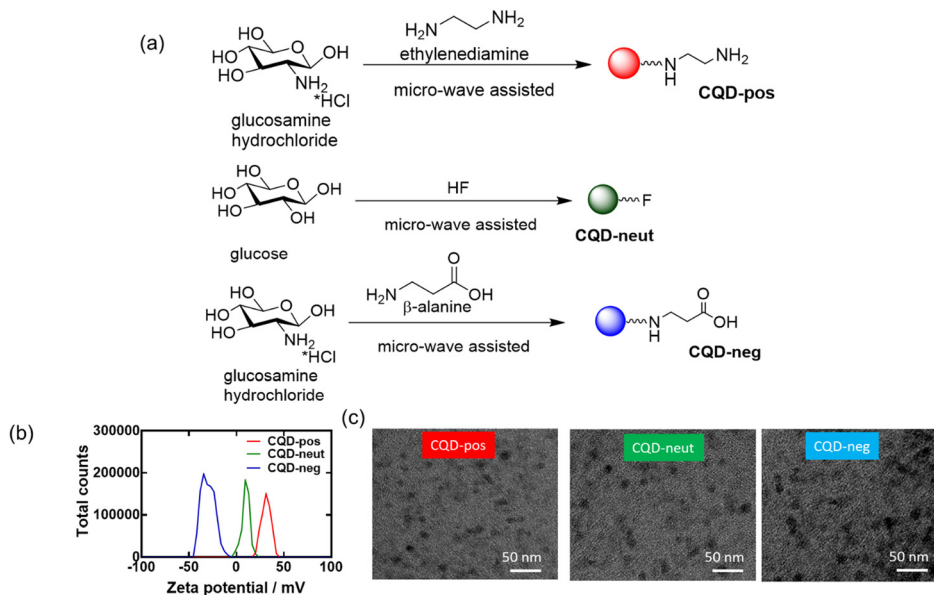 (a)
HO
HO
HO
O
OH
NH2
*HCl
glucosamine
hydrochloride
H2N
NH2
ethylenediamine
micro-wave assisted
N
H
NH2
CQD-pos
HO
HO
HO
O
OH
OH
glucose
HF
micro-wave assisted
F
CQD-neut
HO
HO
HO
O
OH
NH2
*HCl
glucosamine
hydrochloride
H2N
O
OH
β-alanine
micro-wave assisted
N
H
O
OH
CQD-neg
(b)
Total counts
300000
200000
100000
0
-100 -50 0 50 100
Zeta potential / mV
CQD-pos
CQD-neut
CQD-neg
(c)
CQD-pos
50 nm
CQD-neut
50 nm
CQD-neg
50 nm